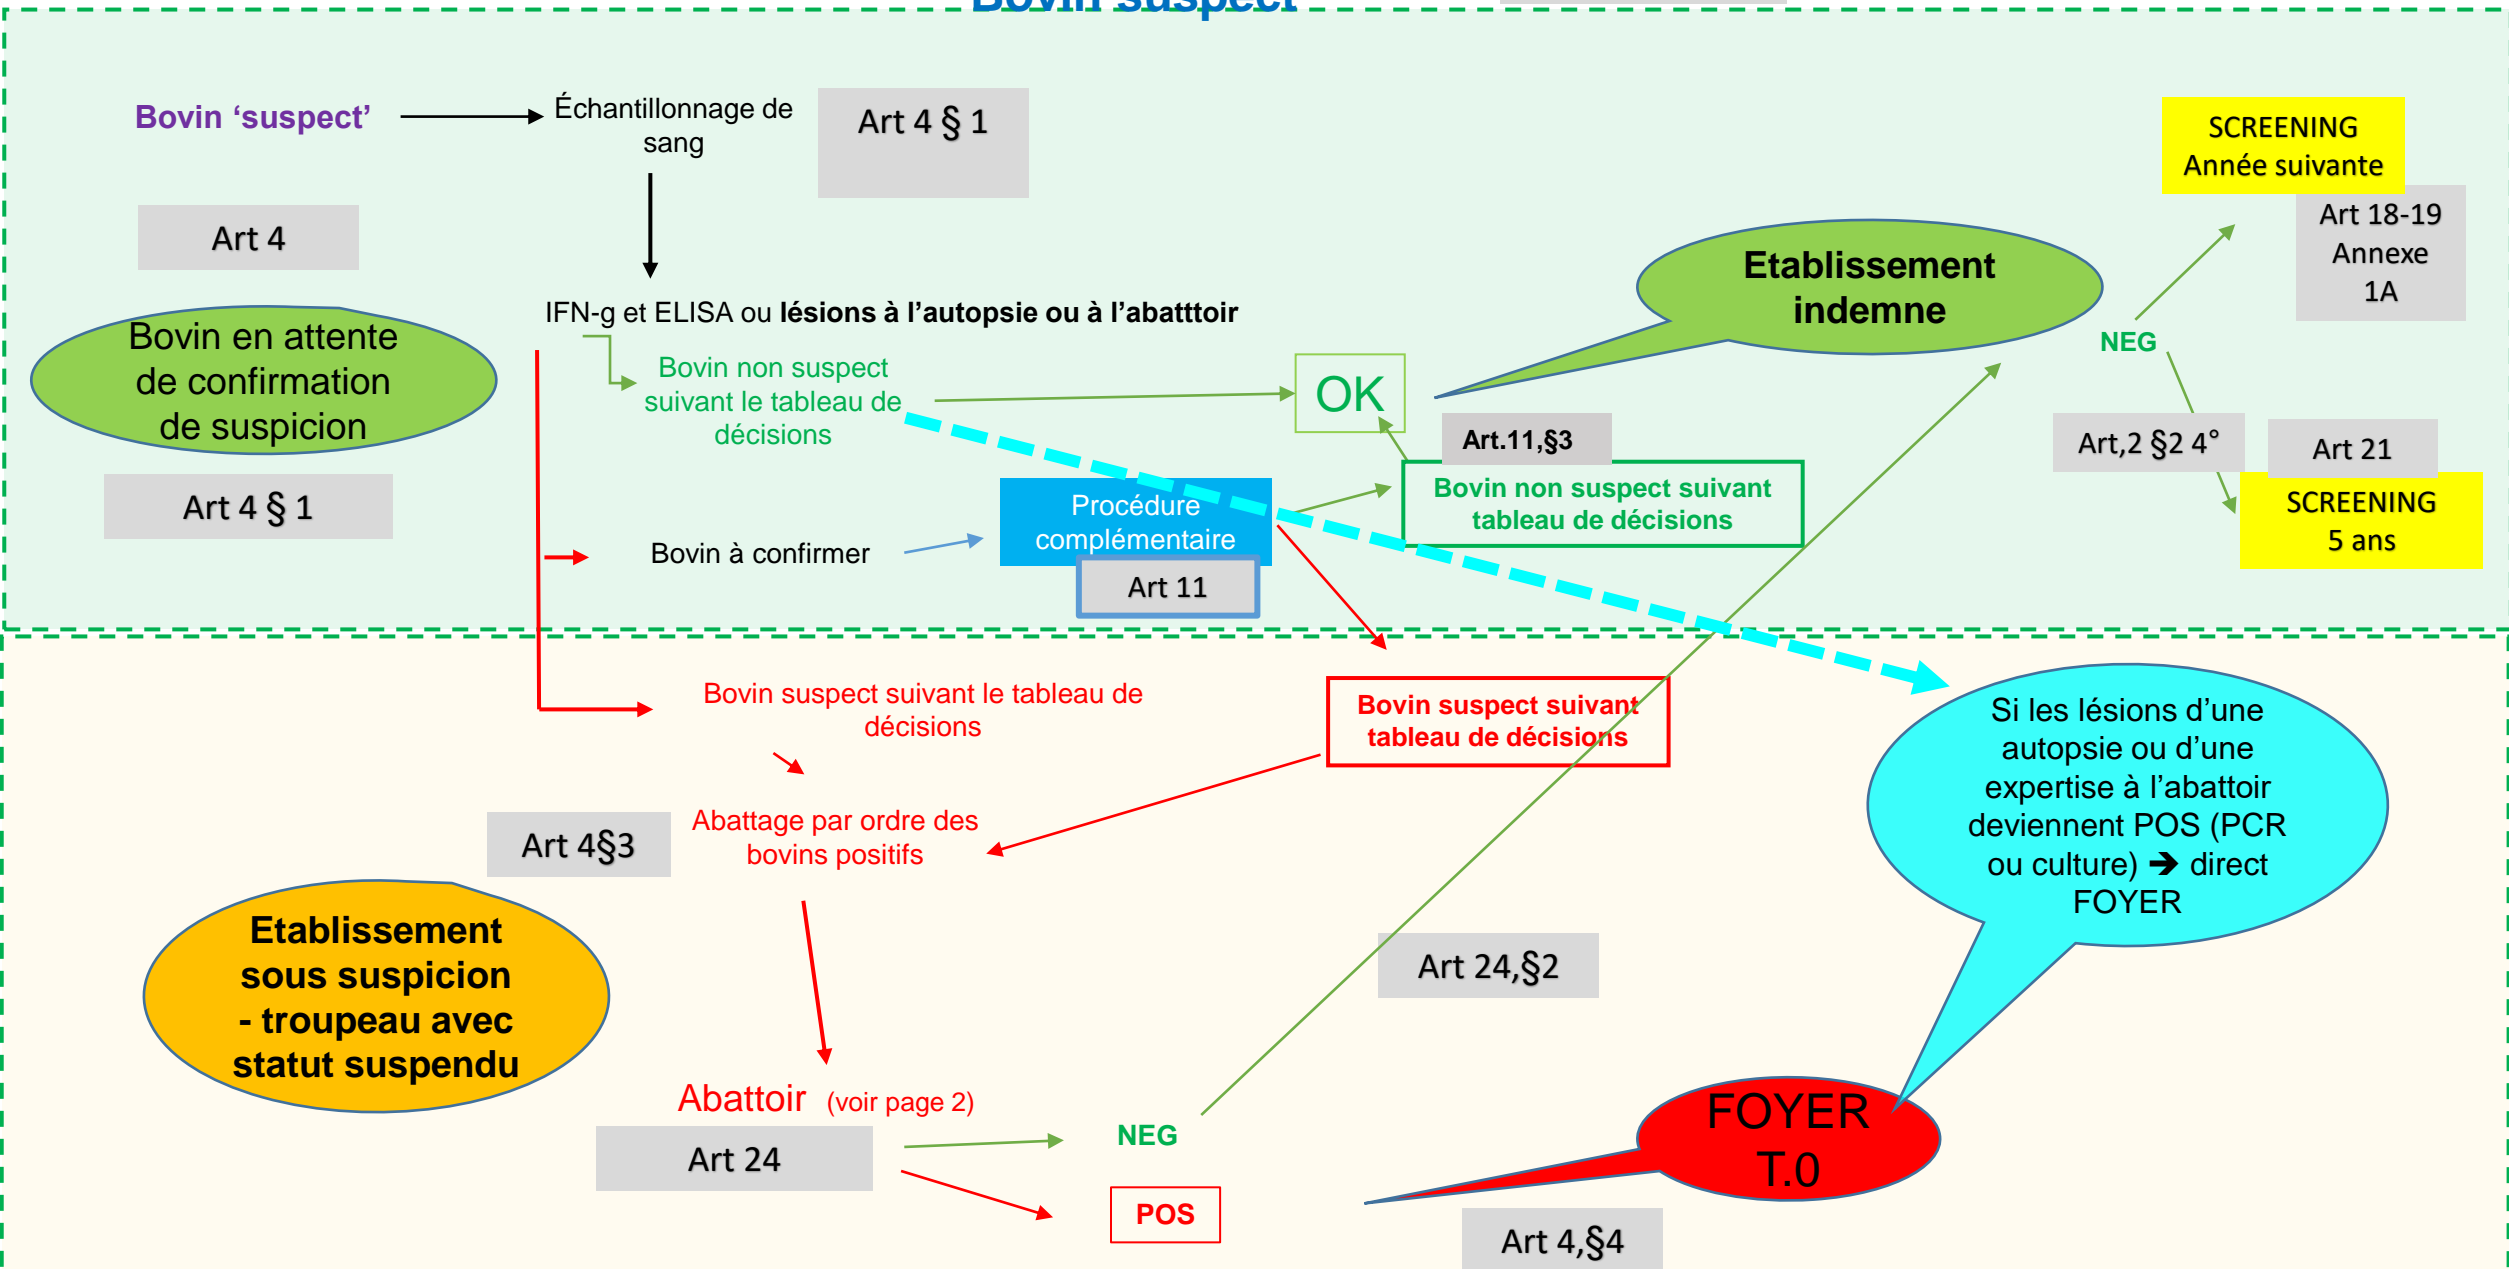 Bovin suspect
Bovin ‘suspect’
Échantillonnage de
sang
Art 4 § 1
SCREENING
Année suivante
Art 18-19
Annexe
1A
Art 4
Etablissement
indemne
IFN-g et ELISA ou lésions à l’autopsie ou à l’abatttoir
NEG
Bovin en attente
de confirmation
de suspicion
Bovin non suspect
suivant le tableau de
décisions
OK
Art.11,§3
Art,2 §2 4°
Art 21
Art 4 § 1
Procédure
complémentaire
Bovin non suspect suivant
tableau de décisions
SCREENING
5 ans
Bovin à confirmer
Art 11
Bovin suspect suivant le tableau de
décisions
Bovin suspect suivant
tableau de décisions
Si les lésions d’une
autopsie ou d’une
expertise à l’abattoir
deviennent POS (PCR
ou culture) ➔ direct
FOYER
Art 4§3
Abattage par ordre des
bovins positifs
Etablissement
sous suspicion
- troupeau avec
statut suspendu
Art 24,§2
Abattoir (voir page 2)
Art 24
NEG
POS
FOYER
T.0
Art 4,§4